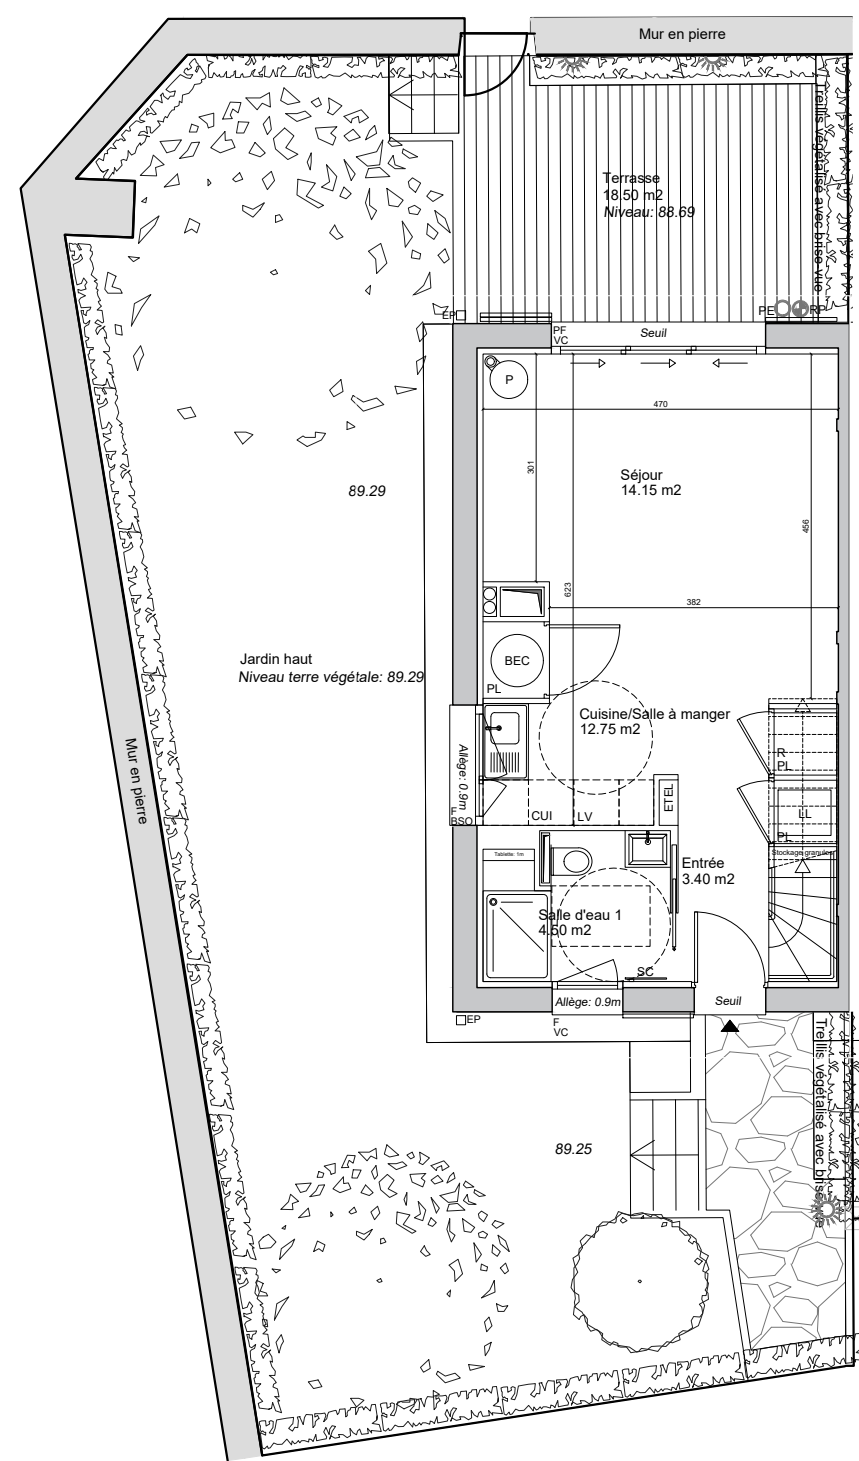 Mur en pierre
Treillis végétalisé avec brise vue
Terrasse
18.50 m2
Niveau: 88.69
EP
PE
RP
PF
VC
Seuil
P
470
301
Séjour
14.15 m2
89.29
456
623
382
Jardin haut
Niveau terre végétale: 89.29
BEC
PL
Cuisine/Salle à manger
12.75 m2
Mur en pierre
Allège: 0.9m
R
PL
F
BSO
CUI
LV
ETEL
LL
PL
Stockage granulés
Tablette: 1m
Entrée
3.40 m2
Salle d'eau 1
4.50 m2
SC
Allège: 0.9m
Seuil
EP
F
VC
Treillis végétalisé avec brise vue
89.25